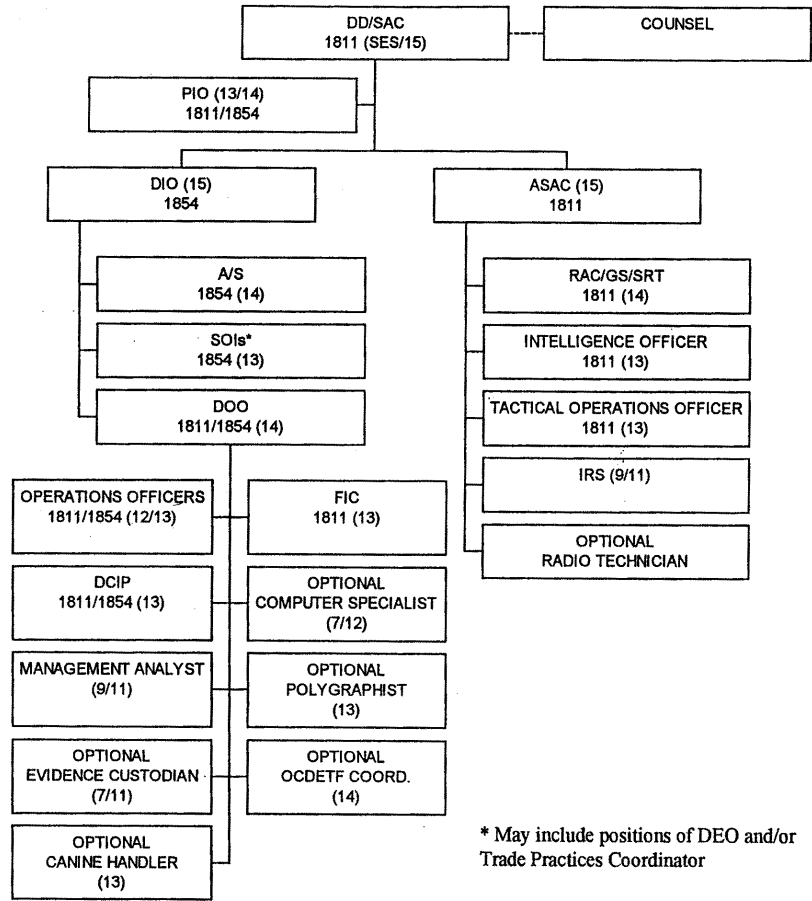 DD/SAC
1811 (SES/15)
COUNSEL
PIO (13/14)
1811/1854
DIO (15)
1854
ASAC (15)
1811
A/S
1854 (14)
SOIs*
1854 (13)
DOO
1811/1854 (14)
RAC/GS/SRT
1811 (14)
INTELLIGENCE OFFICER
1811 (13)
TACTICAL OPERATIONS OFFICER
1811 (13)
IRS (9/11)
OPTIONAL
RADIO TECHNICIAN
OPERATIONS OFFICERS
1811/1854 (12/13)
FIC
1811 (13)
DCIP
1811/1854 (13)
OPTIONAL
COMPUTER SPECIALIST
(7/12)
MANAGEMENT ANALYST
(9/11)
OPTIONAL
POLYGRAPHIST
(13)
OPTIONAL
EVIDENCE CUSTODIAN
(7/11)
OPTIONAL
OCDETF COORD.
(14)
OPTIONAL
CANINE HANDLER
(13)
* May include positions of DEO and/or
Trade Practices Coordinator